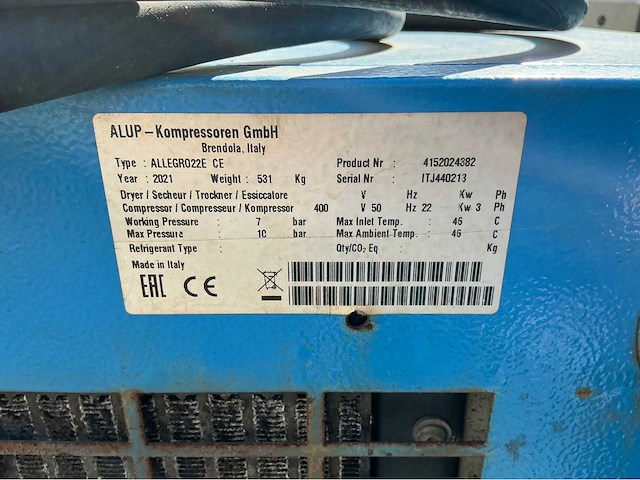 ALUP-Kompressoren GmbH
Brendola, Italy
Type : ALLEGRO22E CE Product Nr : 4152024382
Year : 2021 Weight : 531 Kg Serial Nr : ITJ440213
Dryer / Secheur / Trockner / Essiccatore V Hz Kw Ph
Compressor / Compresseur / Kompressor 400 V 50 Hz 22 Kw 3 Ph
Working Pressure : 7 bar Max Inlet Temp. : 46 C
Max Pressure : 10 bar Max Ambient Temp. : 46 C
Refrigerant Type : Qty/CO₂ Eq : Kg
Made in Italy
EAC CE